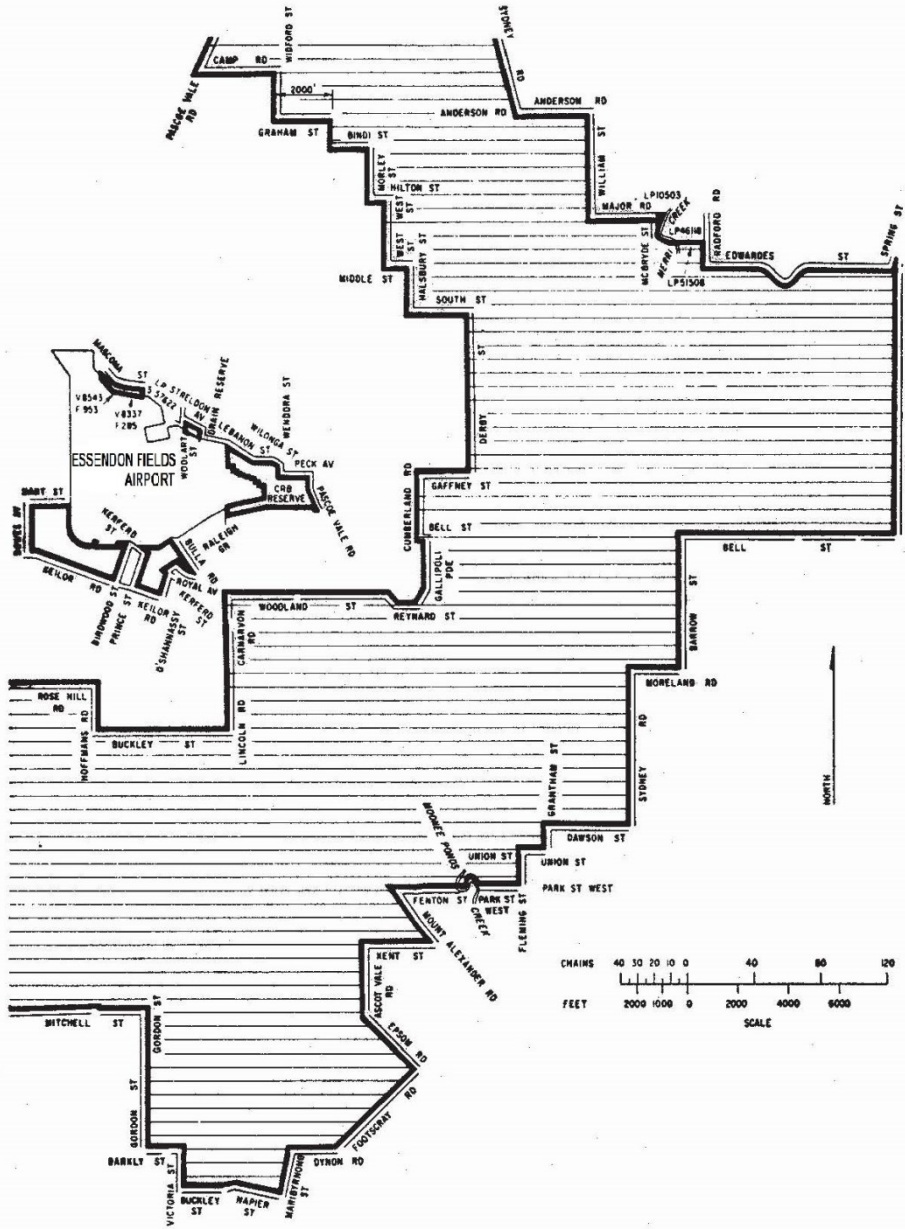 WIDFORD ST
SYDNEY
RD
CAMP RD
PASCOE VALE
RD
2000'
GRAHAM ST
ANDERSON RD
ANDERSON RD
BINDI ST
MORLEY
ST
HILTON ST
WEST
ST
WEST
ST
WILLIAM ST
LP10503
MAJOR RD
CREEK
MERRI
LP46118
RADFORD RD
MCBRYDE ST
LP51508
EDWARDES ST
SPRING ST
MIDDLE ST
HALSBURY ST
SOUTH ST
DERBY ST
MASCOMA
ST
LP
S 57622
STRELDON
AV
DRAIN RESERVE
V8543
F 953
V8337
F 285
WOOLART
ST
LEBANON ST
WILONGA ST
WENDORA ST
PECK AV
ESSENDON FIELDS
AIRPORT
CRB
RESERVE
PASCOE VALE RD
RALEIGH
GR
HART ST
KERFERD
ST
BULLA
RD
KEILOR RD
BIRDWOOD ST
PRINCE ST
KEILOR
RD
O'SHANNASSY
ST
ROYAL AV
KERFERD
ST
CUMBERLAND RD
GAFFNEY ST
BELL ST
GALLIPOLI
PDE
BELL ST
WOODLAND ST
REYNARD ST
CARNARVON
RD
BARROW ST
MORELAND RD
ROSE HILL
RD
HOFFMANS RD
BUCKLEY ST
LINCOLN RD
SYDNEY RD
NORTH
GRANTHAM ST
DAWSON ST
MOONEE PONDS
CREEK
UNION ST
UNION ST
FENTON ST
PARK ST
WEST
PARK ST WEST
FLEMING ST
MOUNT ALEXANDER RD
KENT ST
ASCOT VALE
RD
EPSOM RD
CHAINS 40 30 20 10 0 40 80 120
FEET 2000 1000 0 2000 4000 6000
SCALE
MITCHELL ST
GORDON ST
GORDON ST
FOOTSCRAY RD
BARKLY ST
DYNON RD
VICTORIA ST
BUCKLEY
ST
NAPIER
ST
MARIBYRNONG
ST